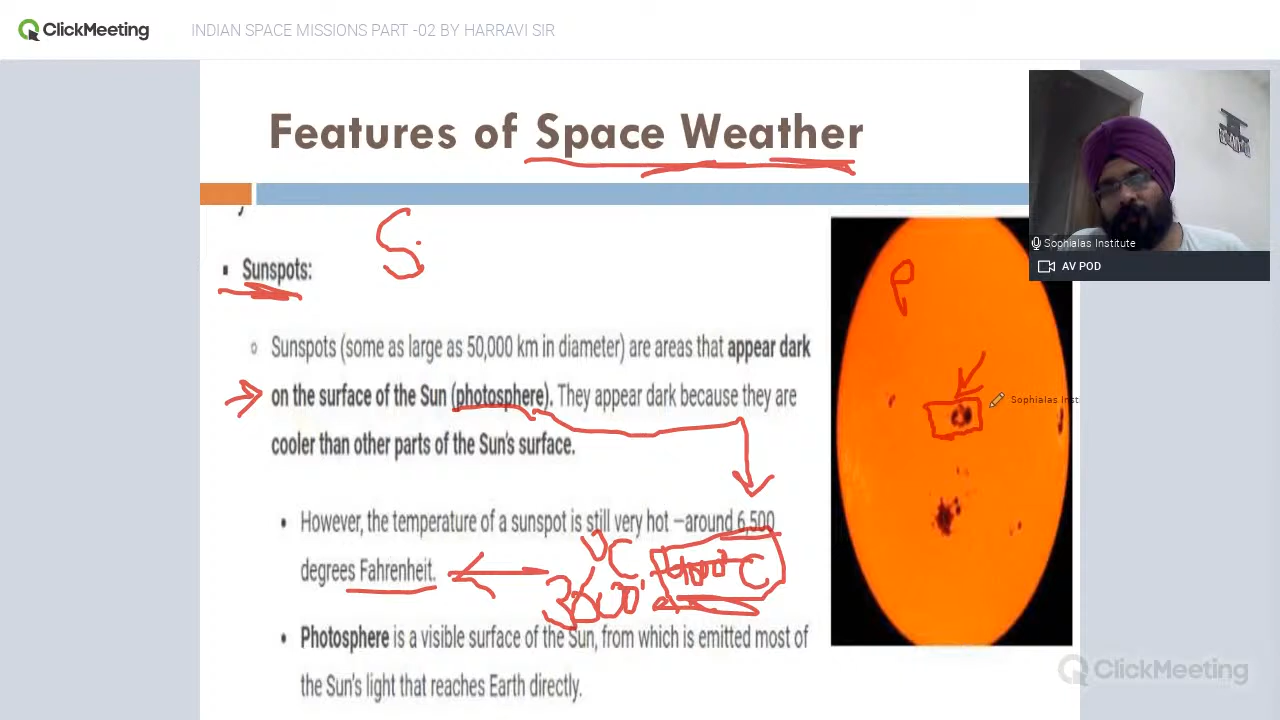 ClickMeeting
INDIAN SPACE MISSIONS PART -02 BY HARRAVI SIR
Features of Space Weather
Sophialas Institute
AV POD
S
▪ Sunspots:
P
○ Sunspots (some as large as 50,000 km in diameter) are areas that appear dark
on the surface of the Sun (photosphere). They appear dark because they are
cooler than other parts of the Sun's surface.
Sophialas Inst
▪ However, the temperature of a sunspot is still very hot —around 6,500
degrees Fahrenheit.
°C
C
▪ Photosphere is a visible surface of the Sun, from which is emitted most of
the Sun's light that reaches Earth directly.
ClickMeeting